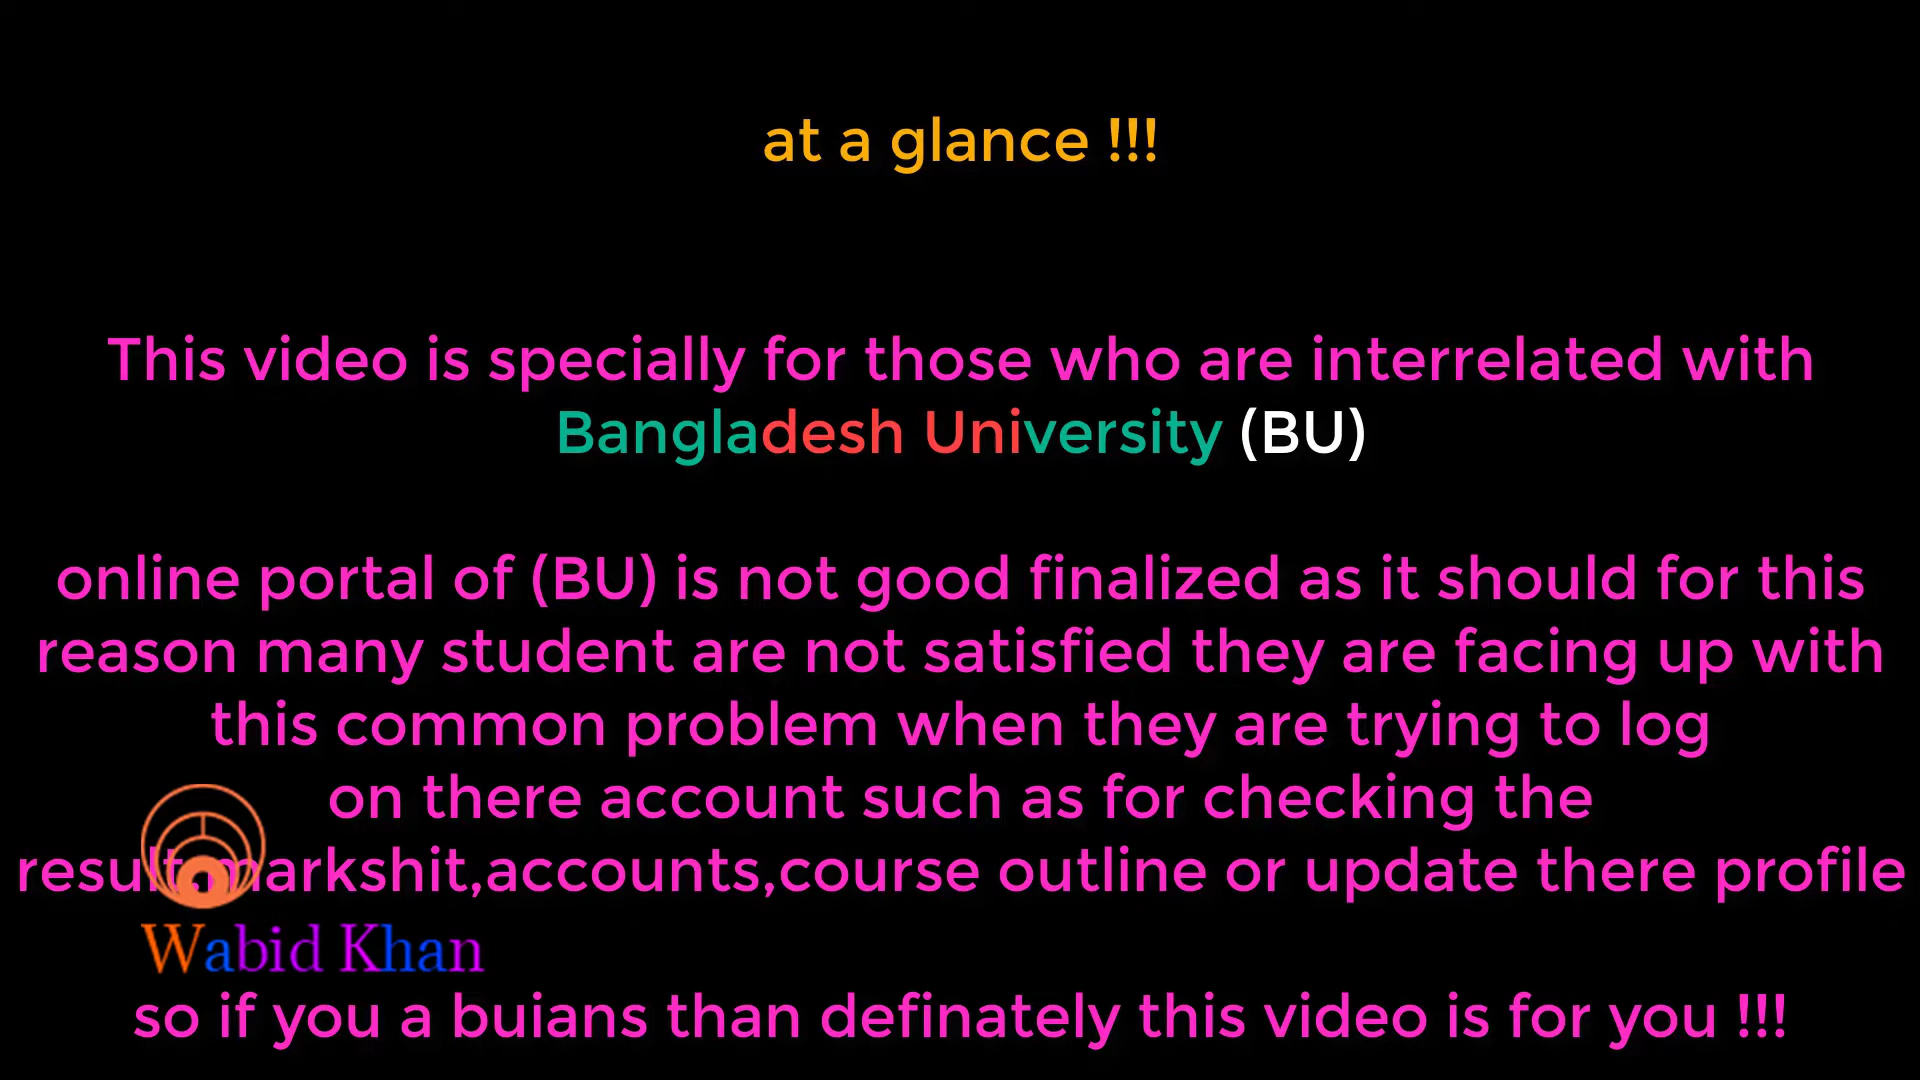 at a glance !!!
This video is specially for those who are interrelated with
Bangladesh University (BU)
online portal of (BU) is not good finalized as it should for this
reason many student are not satisfied they are facing up with
this common problem when they are trying to log
on there account such as for checking the
result,markshit,accounts,course outline or update there profile
Wabid Khan
so if you a buians than definately this video is for you !!!